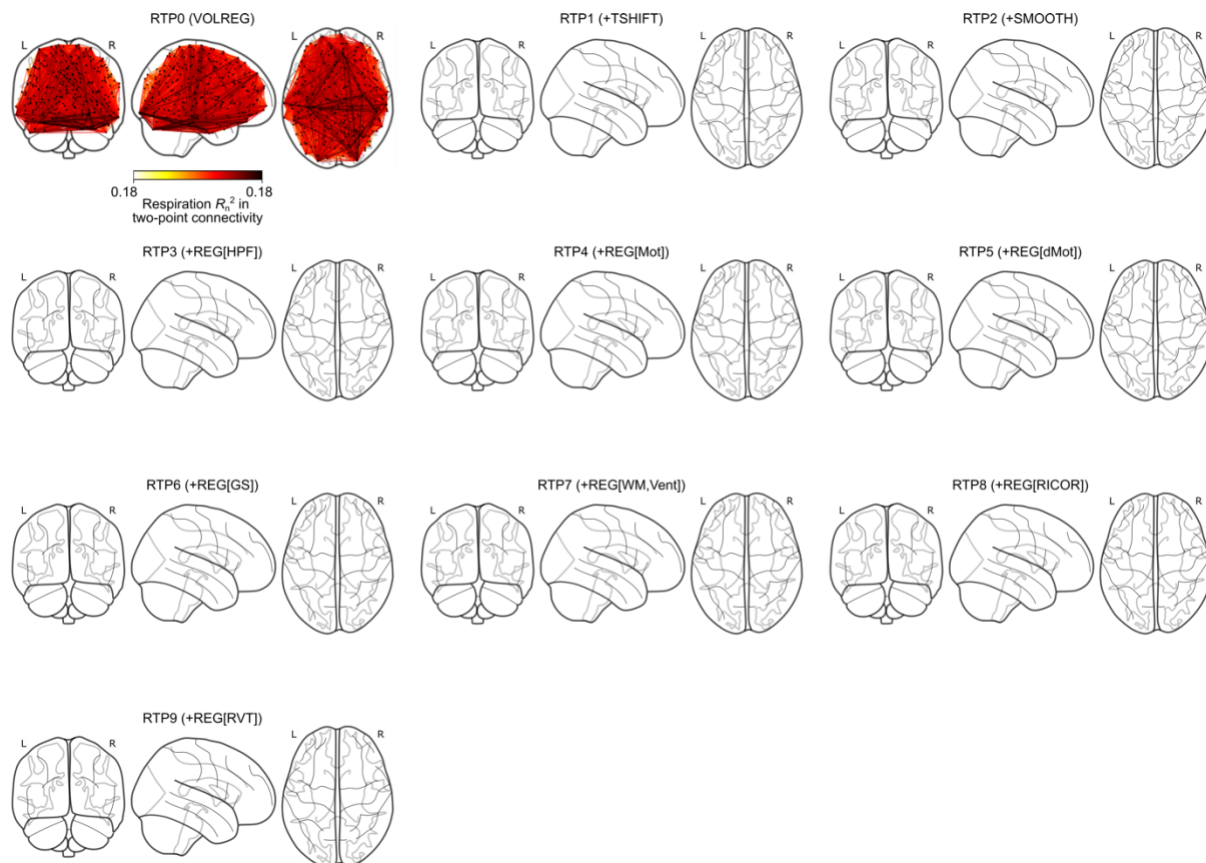 RTP0 (VOLREG)
L R
0.18 0.18
Respiration Rn² in
two-point connectivity
RTP1 (+TSHIFT)
L R
RTP2 (+SMOOTH)
L R
RTP3 (+REG[HPF])
L R
RTP4 (+REG[Mot])
L R
RTP5 (+REG[dMot])
L R
RTP6 (+REG[GS])
L R
RTP7 (+REG[WM,Vent])
L R
RTP8 (+REG[RICOR])
L R
RTP9 (+REG[RVT])
L R